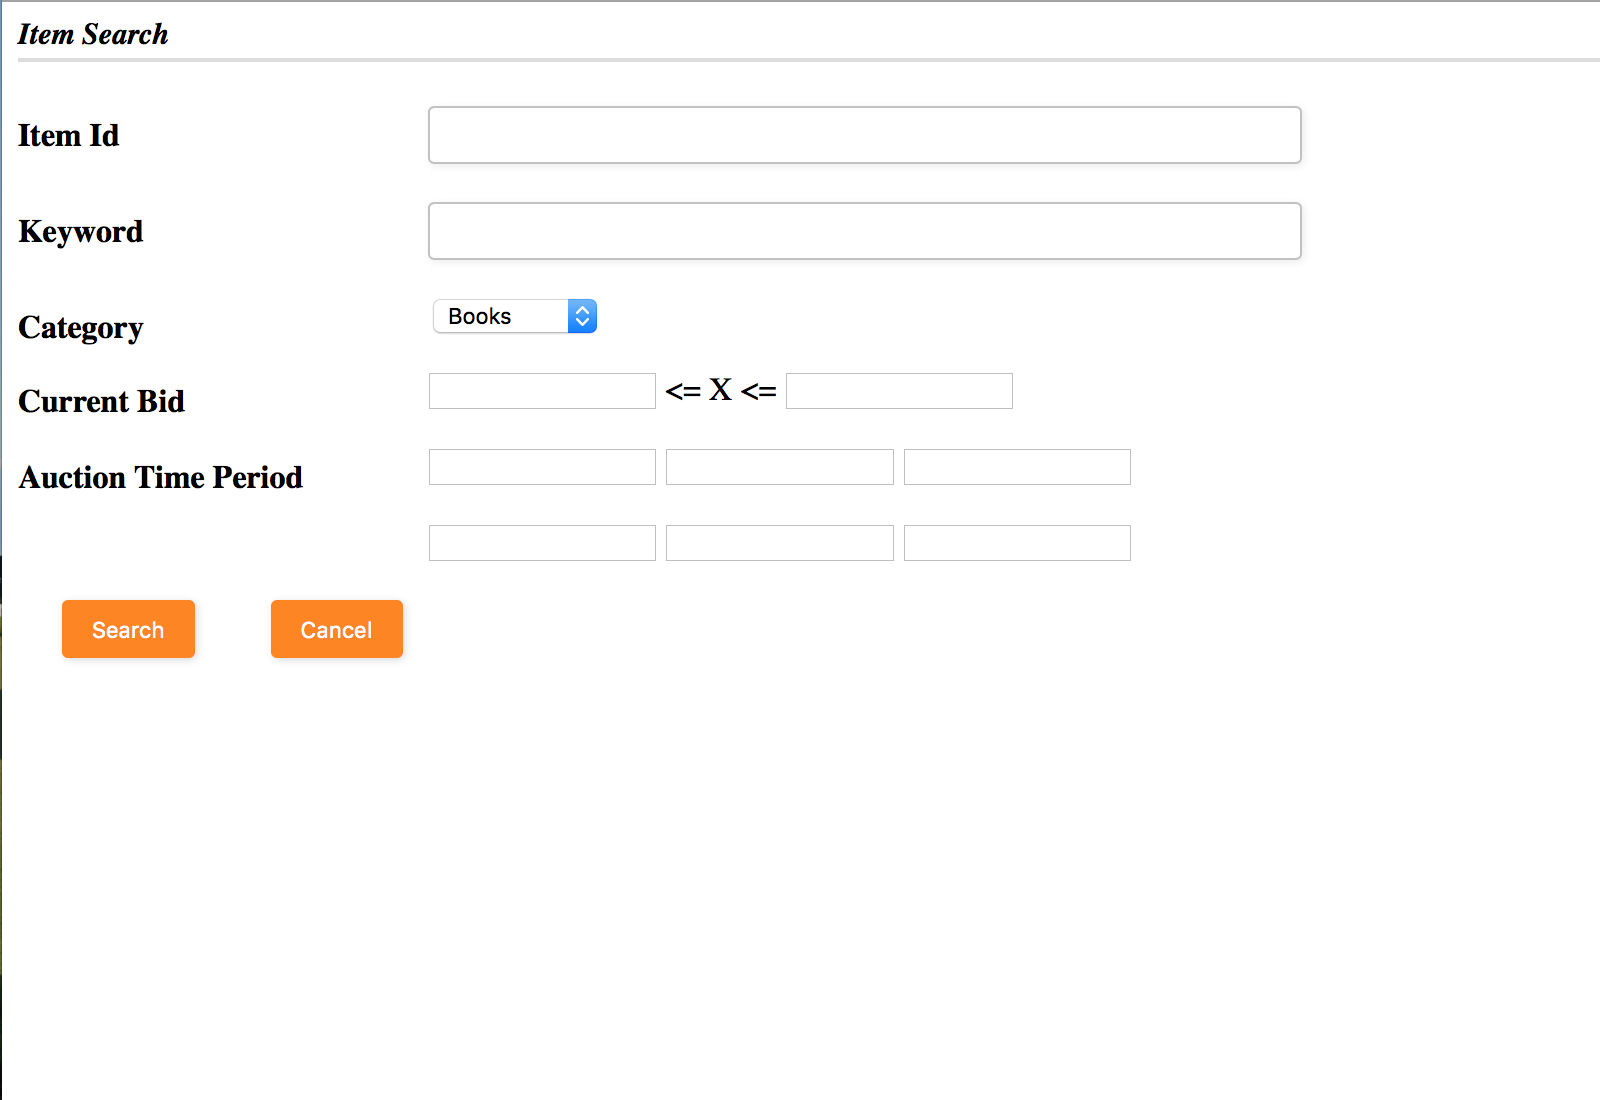 Item Search
Item Id
Keyword
Category Books
Current Bid <= X <=
Auction Time Period
Search Cancel